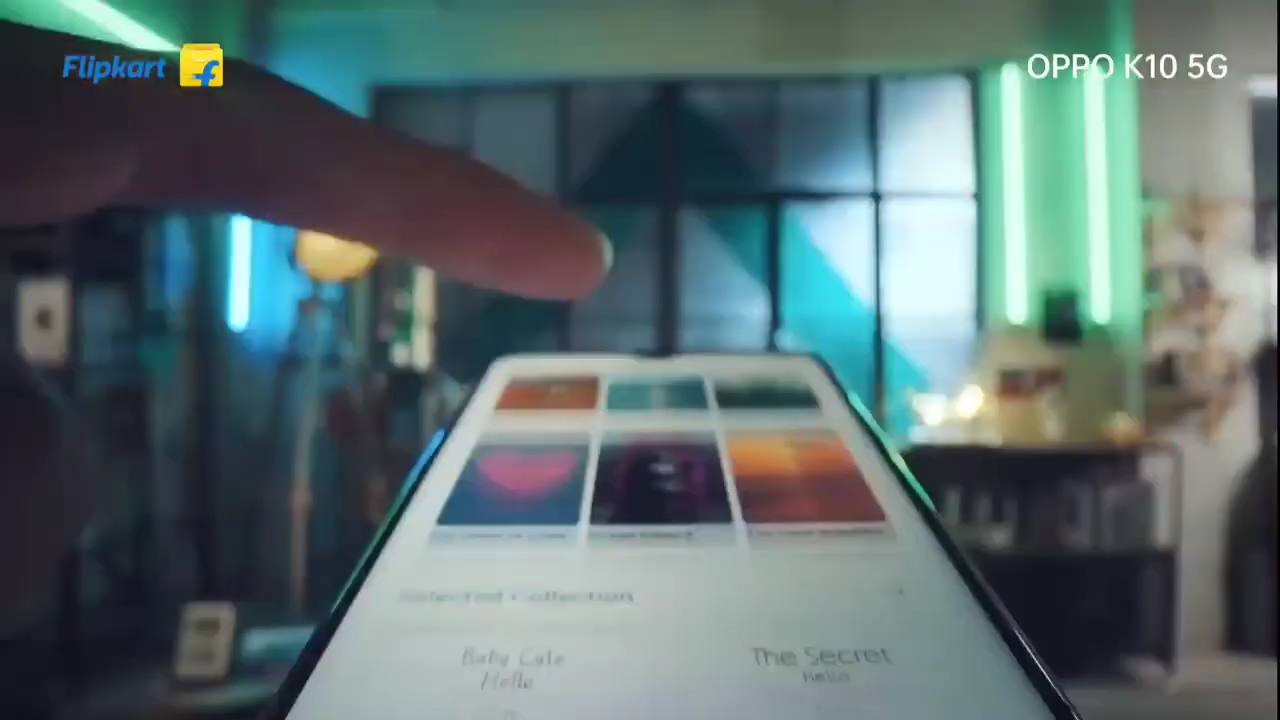 Flipkart
OPPO K10 5G
Selected Collection
Baby Cute
Hello
The Secret
Hello